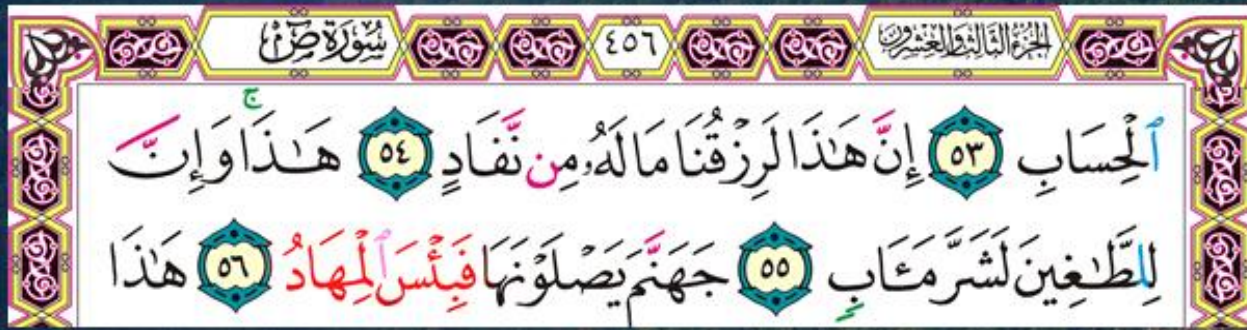 الجزء الثالث والعشرون ٤٥٦ سُورَةُ صٓ
ٱلْحِسَابِ ٥٣ إِنَّ هَـٰذَا لَرِزْقُنَا مَا لَهُۥ مِن نَّفَادٍ ٥٤ هَـٰذَاۚ وَإِنَّ
لِلطَّـٰغِينَ لَشَرَّ مَـَٔابٍ ٥٥ جَهَنَّمَ يَصْلَوْنَهَا فَبِئْسَ ٱلْمِهَادُ ٥٦ هَـٰذَا